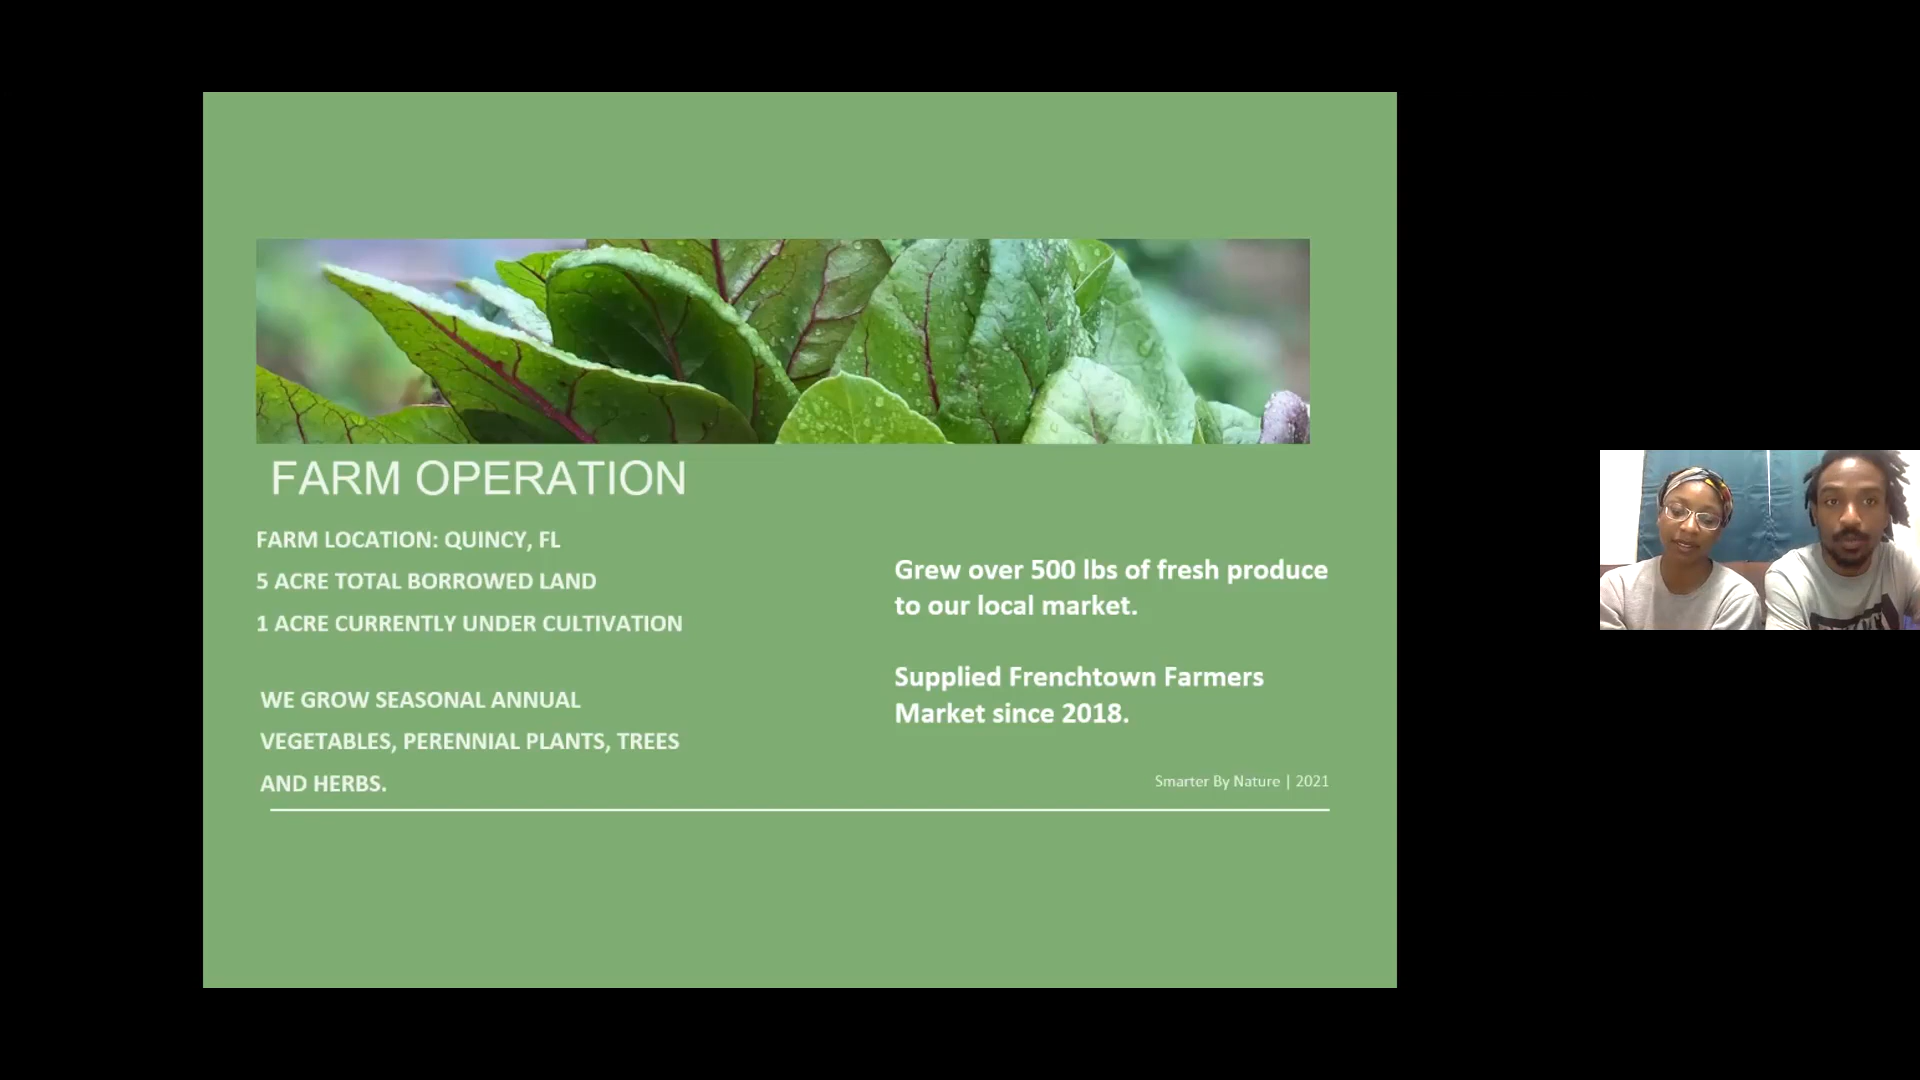 FARM OPERATION
FARM LOCATION: QUINCY, FL
5 ACRE TOTAL BORROWED LAND
1 ACRE CURRENTLY UNDER CULTIVATION
WE GROW SEASONAL ANNUAL
VEGETABLES, PERENNIAL PLANTS, TREES
AND HERBS.
Grew over 500 lbs of fresh produce
to our local market.
Supplied Frenchtown Farmers
Market since 2018.
Smarter By Nature | 2021